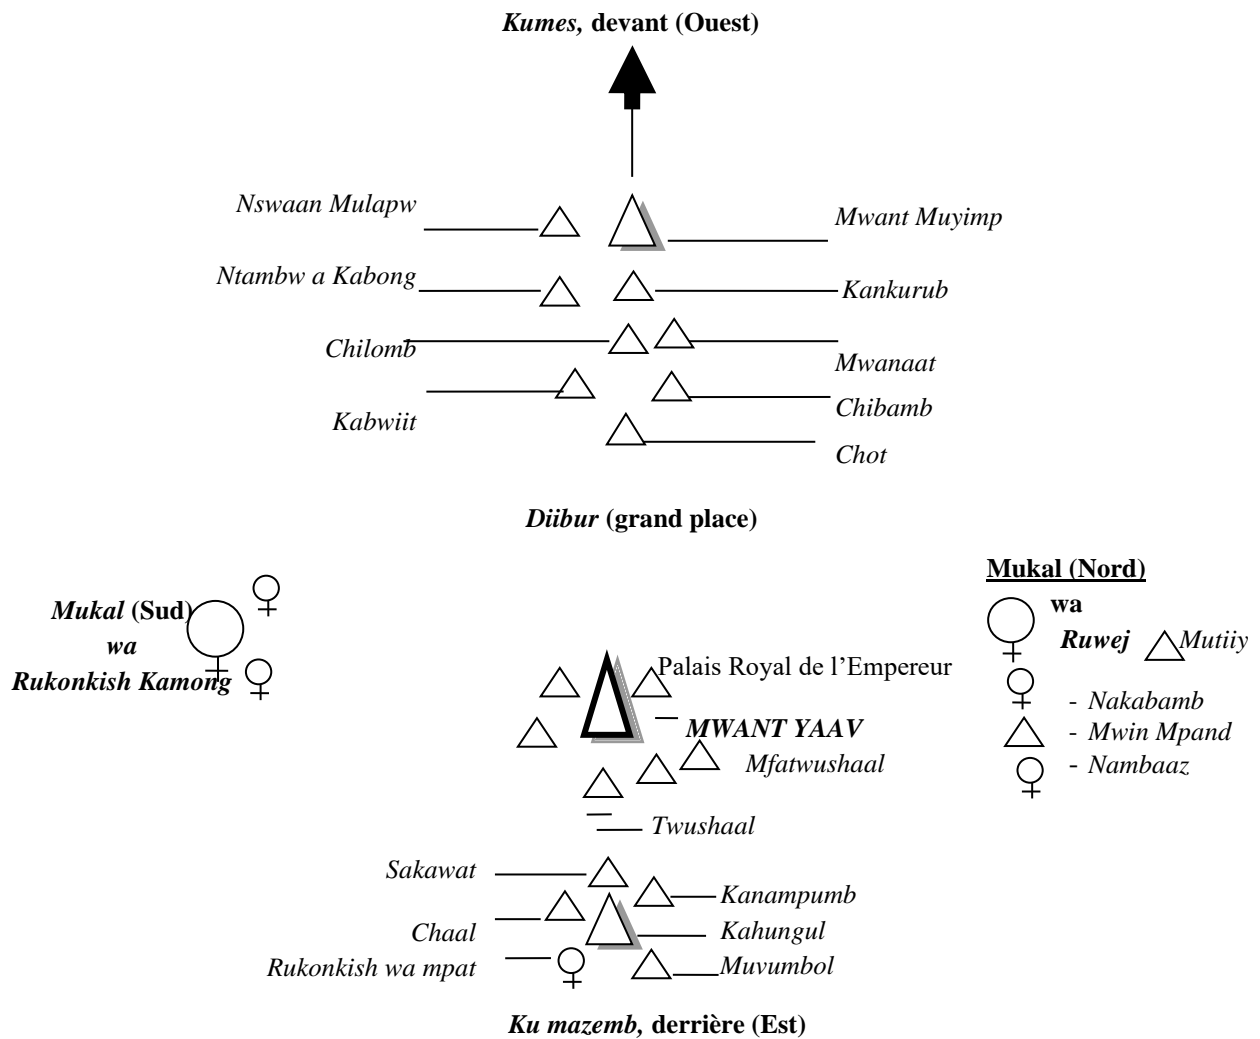 Kumes, devant (Ouest)
Nswaan Mulapw
Mwant Muyimp
Ntambw a Kabong
Kankurub
Chilomb
Mwanaat
Kabwiit
Chibamb
Chot
Diibur (grand place)
Mukal (Sud)
wa
Rukonkish Kamong
Mukal (Nord)
wa
Ruwej
Mutiiy
- Nakabamb
- Mwin Mpand
- Nambaaz
Palais Royal de l'Empereur
MWANT YAAV
Mfatwushaal
Twushaal
Sakawat
Kanampumb
Chaal
Kahungul
Rukonkish wa mpat
Muvumbol
Ku mazemb, derrière (Est)